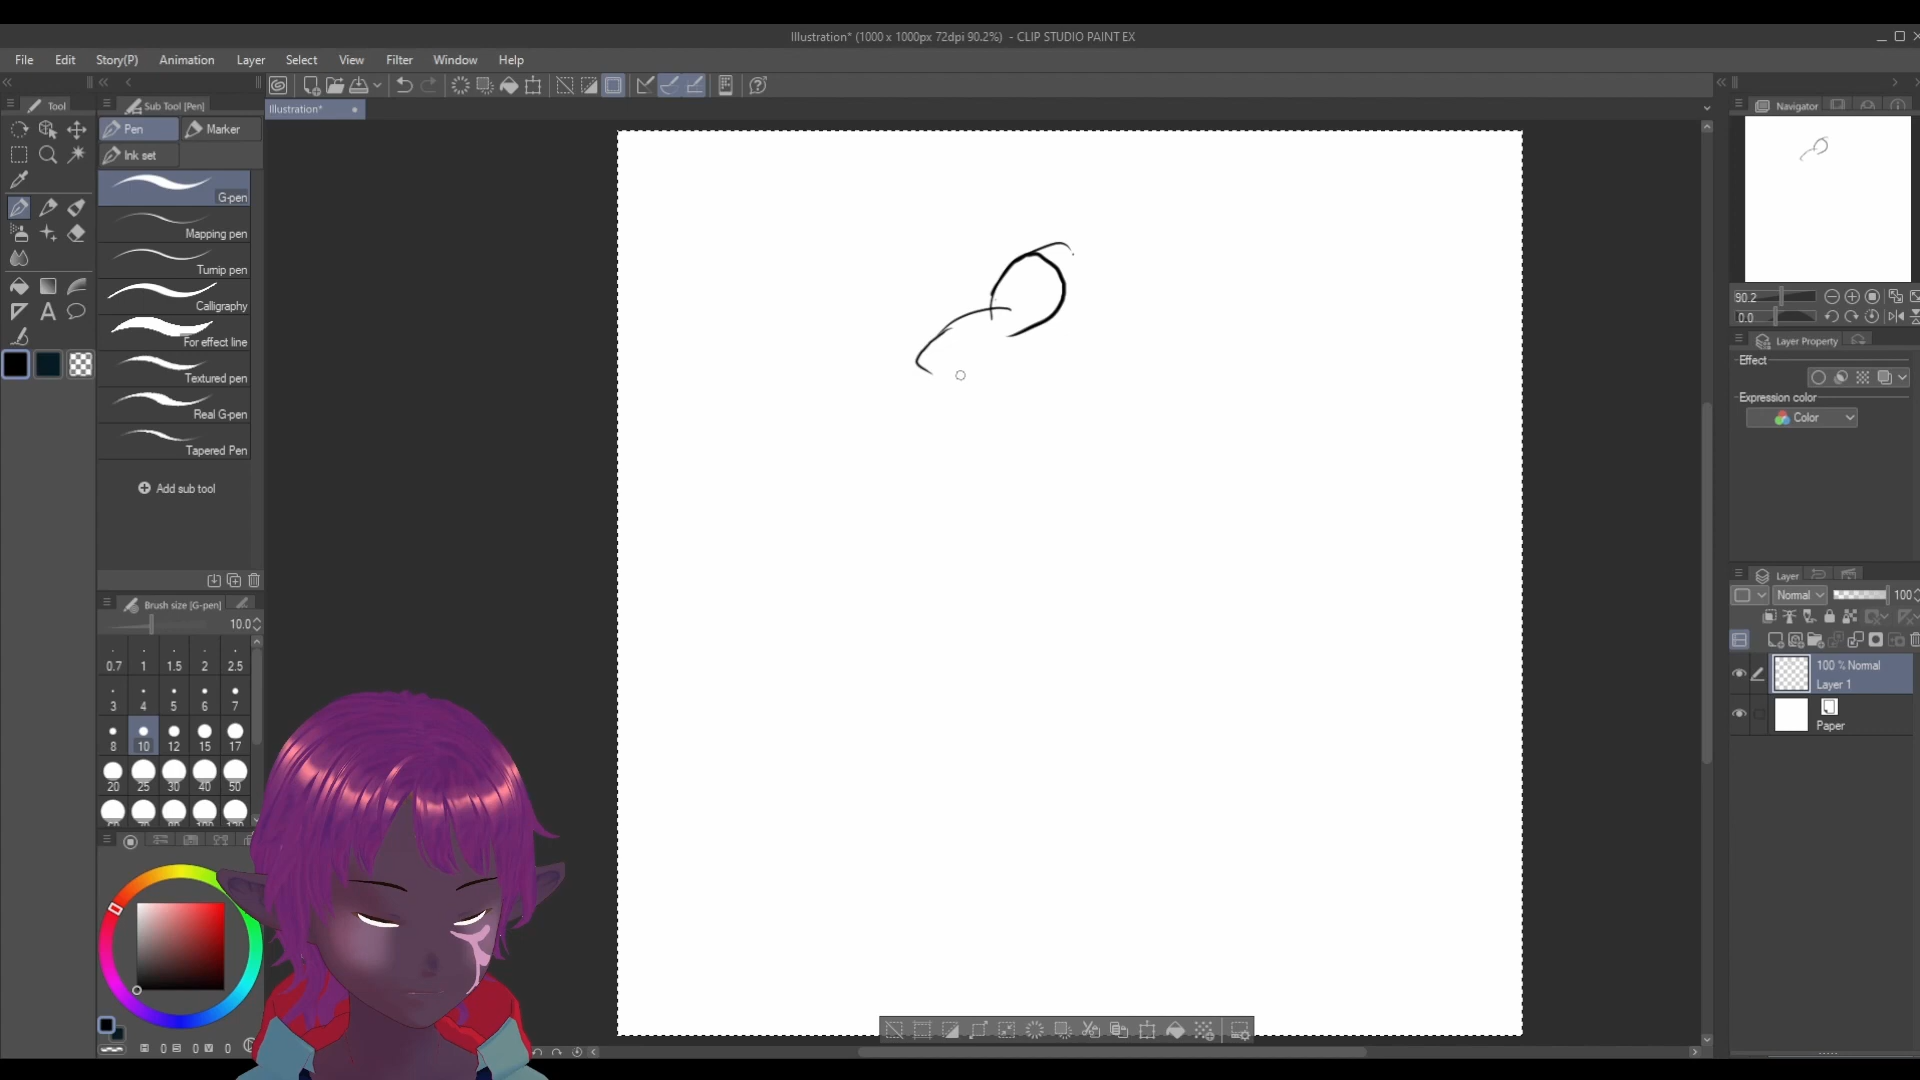 Illustration* (1000 x 1000px 72dpi 90.2%) - CLIP STUDIO PAINT EX
File Edit Story(P) Animation Layer Select View Filter Window Help
Tool
Sub Tool [Pen]
Illustration*
Navigator
Pen
Marker
Ink set
G-pen
Mapping pen
Turnip pen
Calligraphy
For effect line
Textured pen
Real G-pen
Tapered Pen
Add sub tool
Brush size [G-pen]
10.0
0.7 1 1.5 2 2.5
3 4 5 6 7
8 10 12 15 17
20 25 30 40 50
0 0 0
90.2
0.0
Layer Property
Effect
Expression color
Color
Layer
Normal 100
100 % Normal
Layer 1
Paper